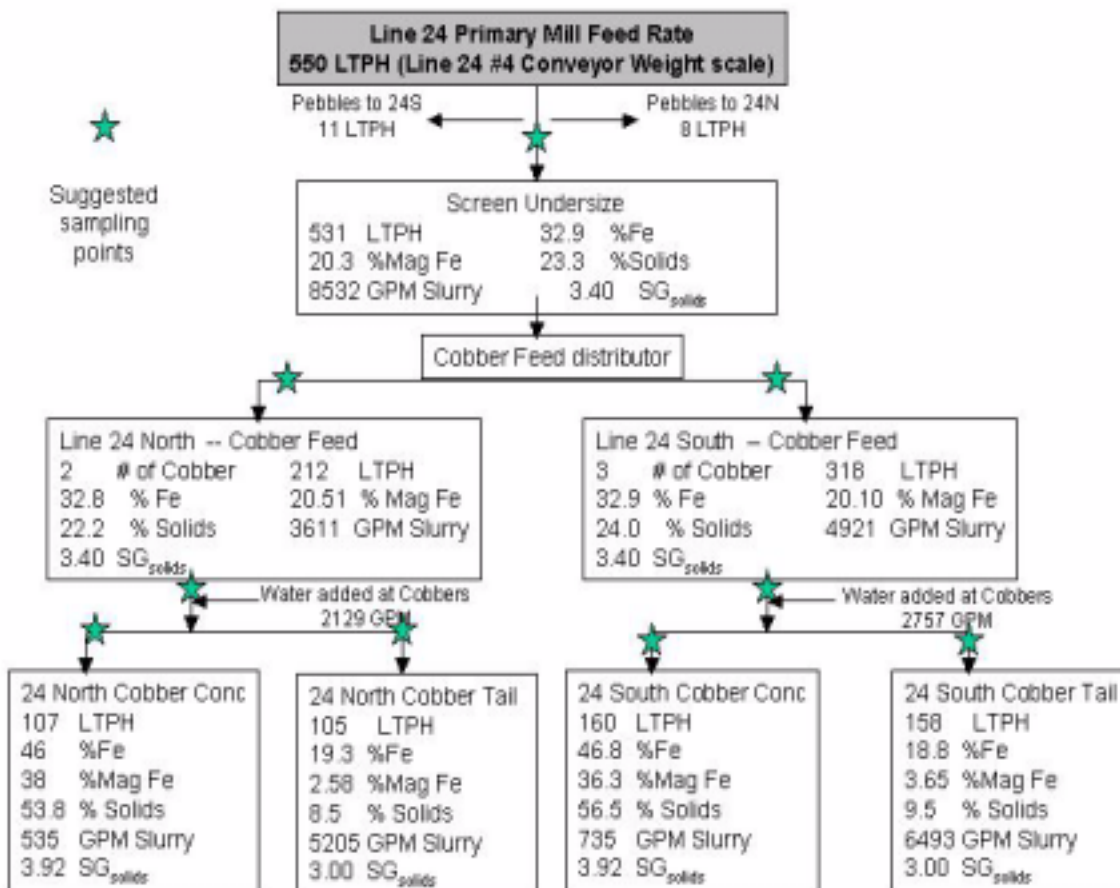 Line 24 Primary Mill Feed Rate
550 LTPH (Line 24 #4 Conveyor Weight scale)
Pebbles to 24S
11 LTPH
Pebbles to 24N
8 LTPH
Suggested
sampling
points
Screen Undersize
531 LTPH 32.9 %Fe
20.3 %Mag Fe 23.3 %Solids
8532 GPM Slurry 3.40 SGsolids
Cobber Feed distributor
Line 24 North -- Cobber Feed
2 # of Cobber 212 LTPH
32.8 % Fe 20.51 % Mag Fe
22.2 % Solids 3611 GPM Slurry
3.40 SGsolids
Line 24 South – Cobber Feed
3 # of Cobber 318 LTPH
32.9 % Fe 20.10 % Mag Fe
24.0 % Solids 4921 GPM Slurry
3.40 SGsolids
Water added at Cobbers
2129 GPM
Water added at Cobbers
2757 GPM
24 North Cobber Conc
107 LTPH
46 %Fe
38 %Mag Fe
53.8 % Solids
535 GPM Slurry
3.92 SGsolids
24 North Cobber Tail
105 LTPH
19.3 %Fe
2.58 %Mag Fe
8.5 % Solids
5205 GPM Slurry
3.00 SGsolids
24 South Cobber Conc
160 LTPH
46.8 %Fe
36.3 %Mag Fe
56.5 % Solids
735 GPM Slurry
3.92 SGsolids
24 South Cobber Tail
158 LTPH
18.8 %Fe
3.65 %Mag Fe
9.5 % Solids
6493 GPM Slurry
3.00 SGsolids